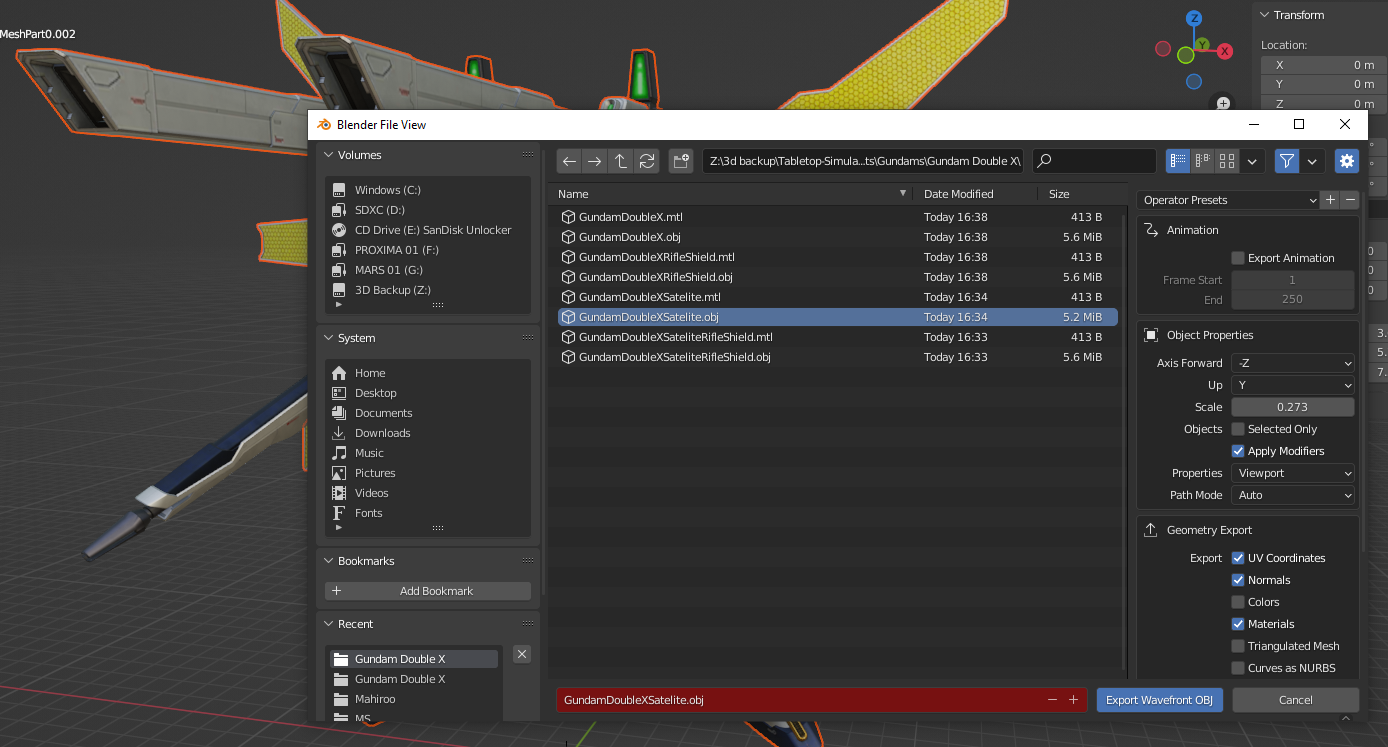 MeshPart0.002
Transform
Location:
X 0 m
Y 0 m
Z 0 m
Z
Y
X
Blender File View
Volumes
Windows (C:)
SDXC (D:)
CD Drive (E:) SanDisk Unlocker
PROXIMA 01 (F:)
MARS 01 (G:)
3D Backup (Z:)
System
Home
Desktop
Documents
Downloads
Music
Pictures
Videos
Fonts
Bookmarks
Add Bookmark
Recent
Gundam Double X
Gundam Double X
Mahiroo
MS
Z:\3d backup\Tabletop-Simula...ts\Gundams\Gundam Double X\
Name Date Modified Size
GundamDoubleX.mtl Today 16:38 413 B
GundamDoubleX.obj Today 16:38 5.6 MiB
GundamDoubleXRifleShield.mtl Today 16:38 413 B
GundamDoubleXRifleShield.obj Today 16:38 5.6 MiB
GundamDoubleXSatelite.mtl Today 16:34 413 B
GundamDoubleXSatelite.obj Today 16:34 5.2 MiB
GundamDoubleXSateliteRifleShield.mtl Today 16:33 413 B
GundamDoubleXSateliteRifleShield.obj Today 16:33 5.6 MiB
Operator Presets
Animation
Export Animation
Frame Start 1
End 250
Object Properties
Axis Forward -Z
Up Y
Scale 0.273
Objects Selected Only
Apply Modifiers
Properties Viewport
Path Mode Auto
Geometry Export
Export UV Coordinates
Normals
Colors
Materials
Triangulated Mesh
Curves as NURBS
GundamDoubleXSatelite.obj
Export Wavefront OBJ
Cancel
3.
5.
7.